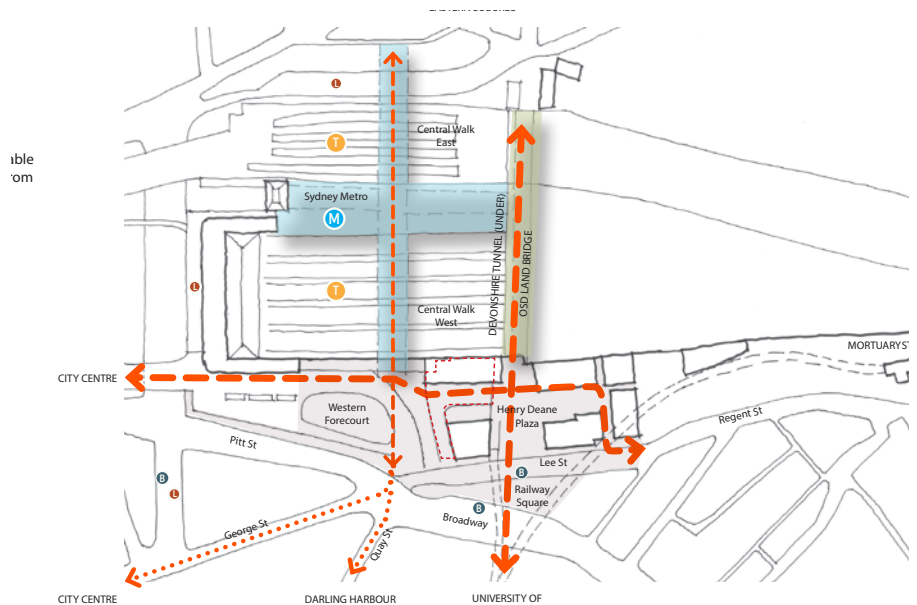 L
Central Walk
East
T
able
rom
Sydney Metro
M
DEVONSHIRE TUNNEL (UNDER)
OSD LAND BRIDGE
L
T
Central Walk
West
MORTUARY ST
CITY CENTRE
Western
Forecourt
Henry Deane
Plaza
Regent St
Pitt St
Lee St
B
B
L
Railway
Square
B
Broadway
George St
Quay St
CITY CENTRE
DARLING HARBOUR
UNIVERSITY OF